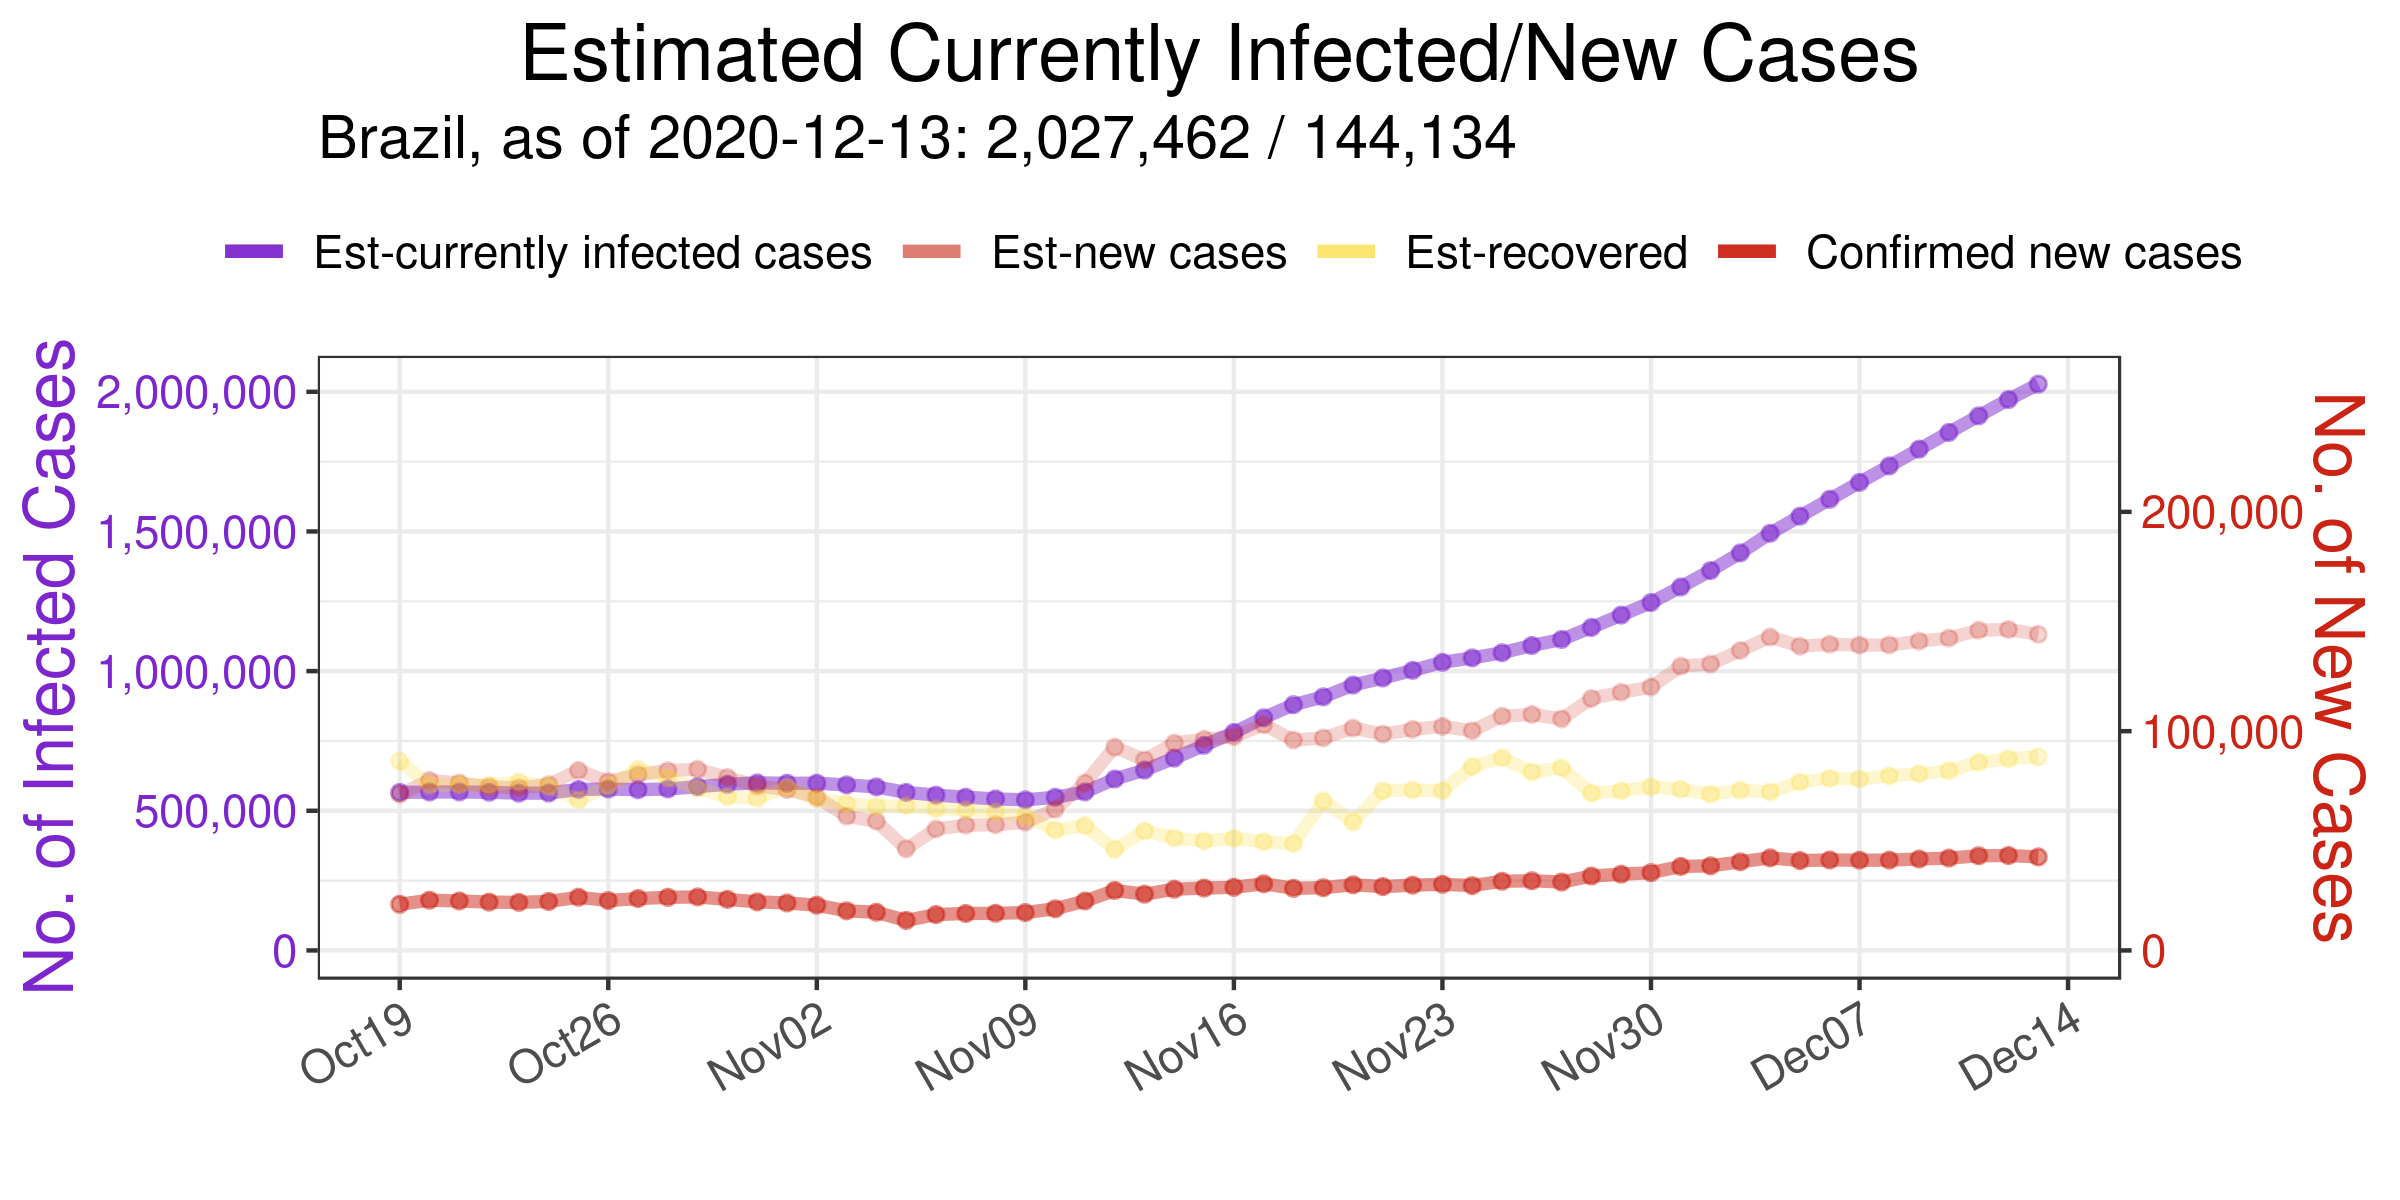 Estimated Currently Infected/New Cases
Brazil, as of 2020-12-13: 2,027,462 / 144,134
Est-currently infected cases
Est-new cases
Est-recovered
Confirmed new cases
No. of Infected Cases
2,000,000
1,500,000
1,000,000
500,000
0
200,000
100,000
0
No. of New Cases
Oct19
Oct26
Nov02
Nov09
Nov16
Nov23
Nov30
Dec07
Dec14